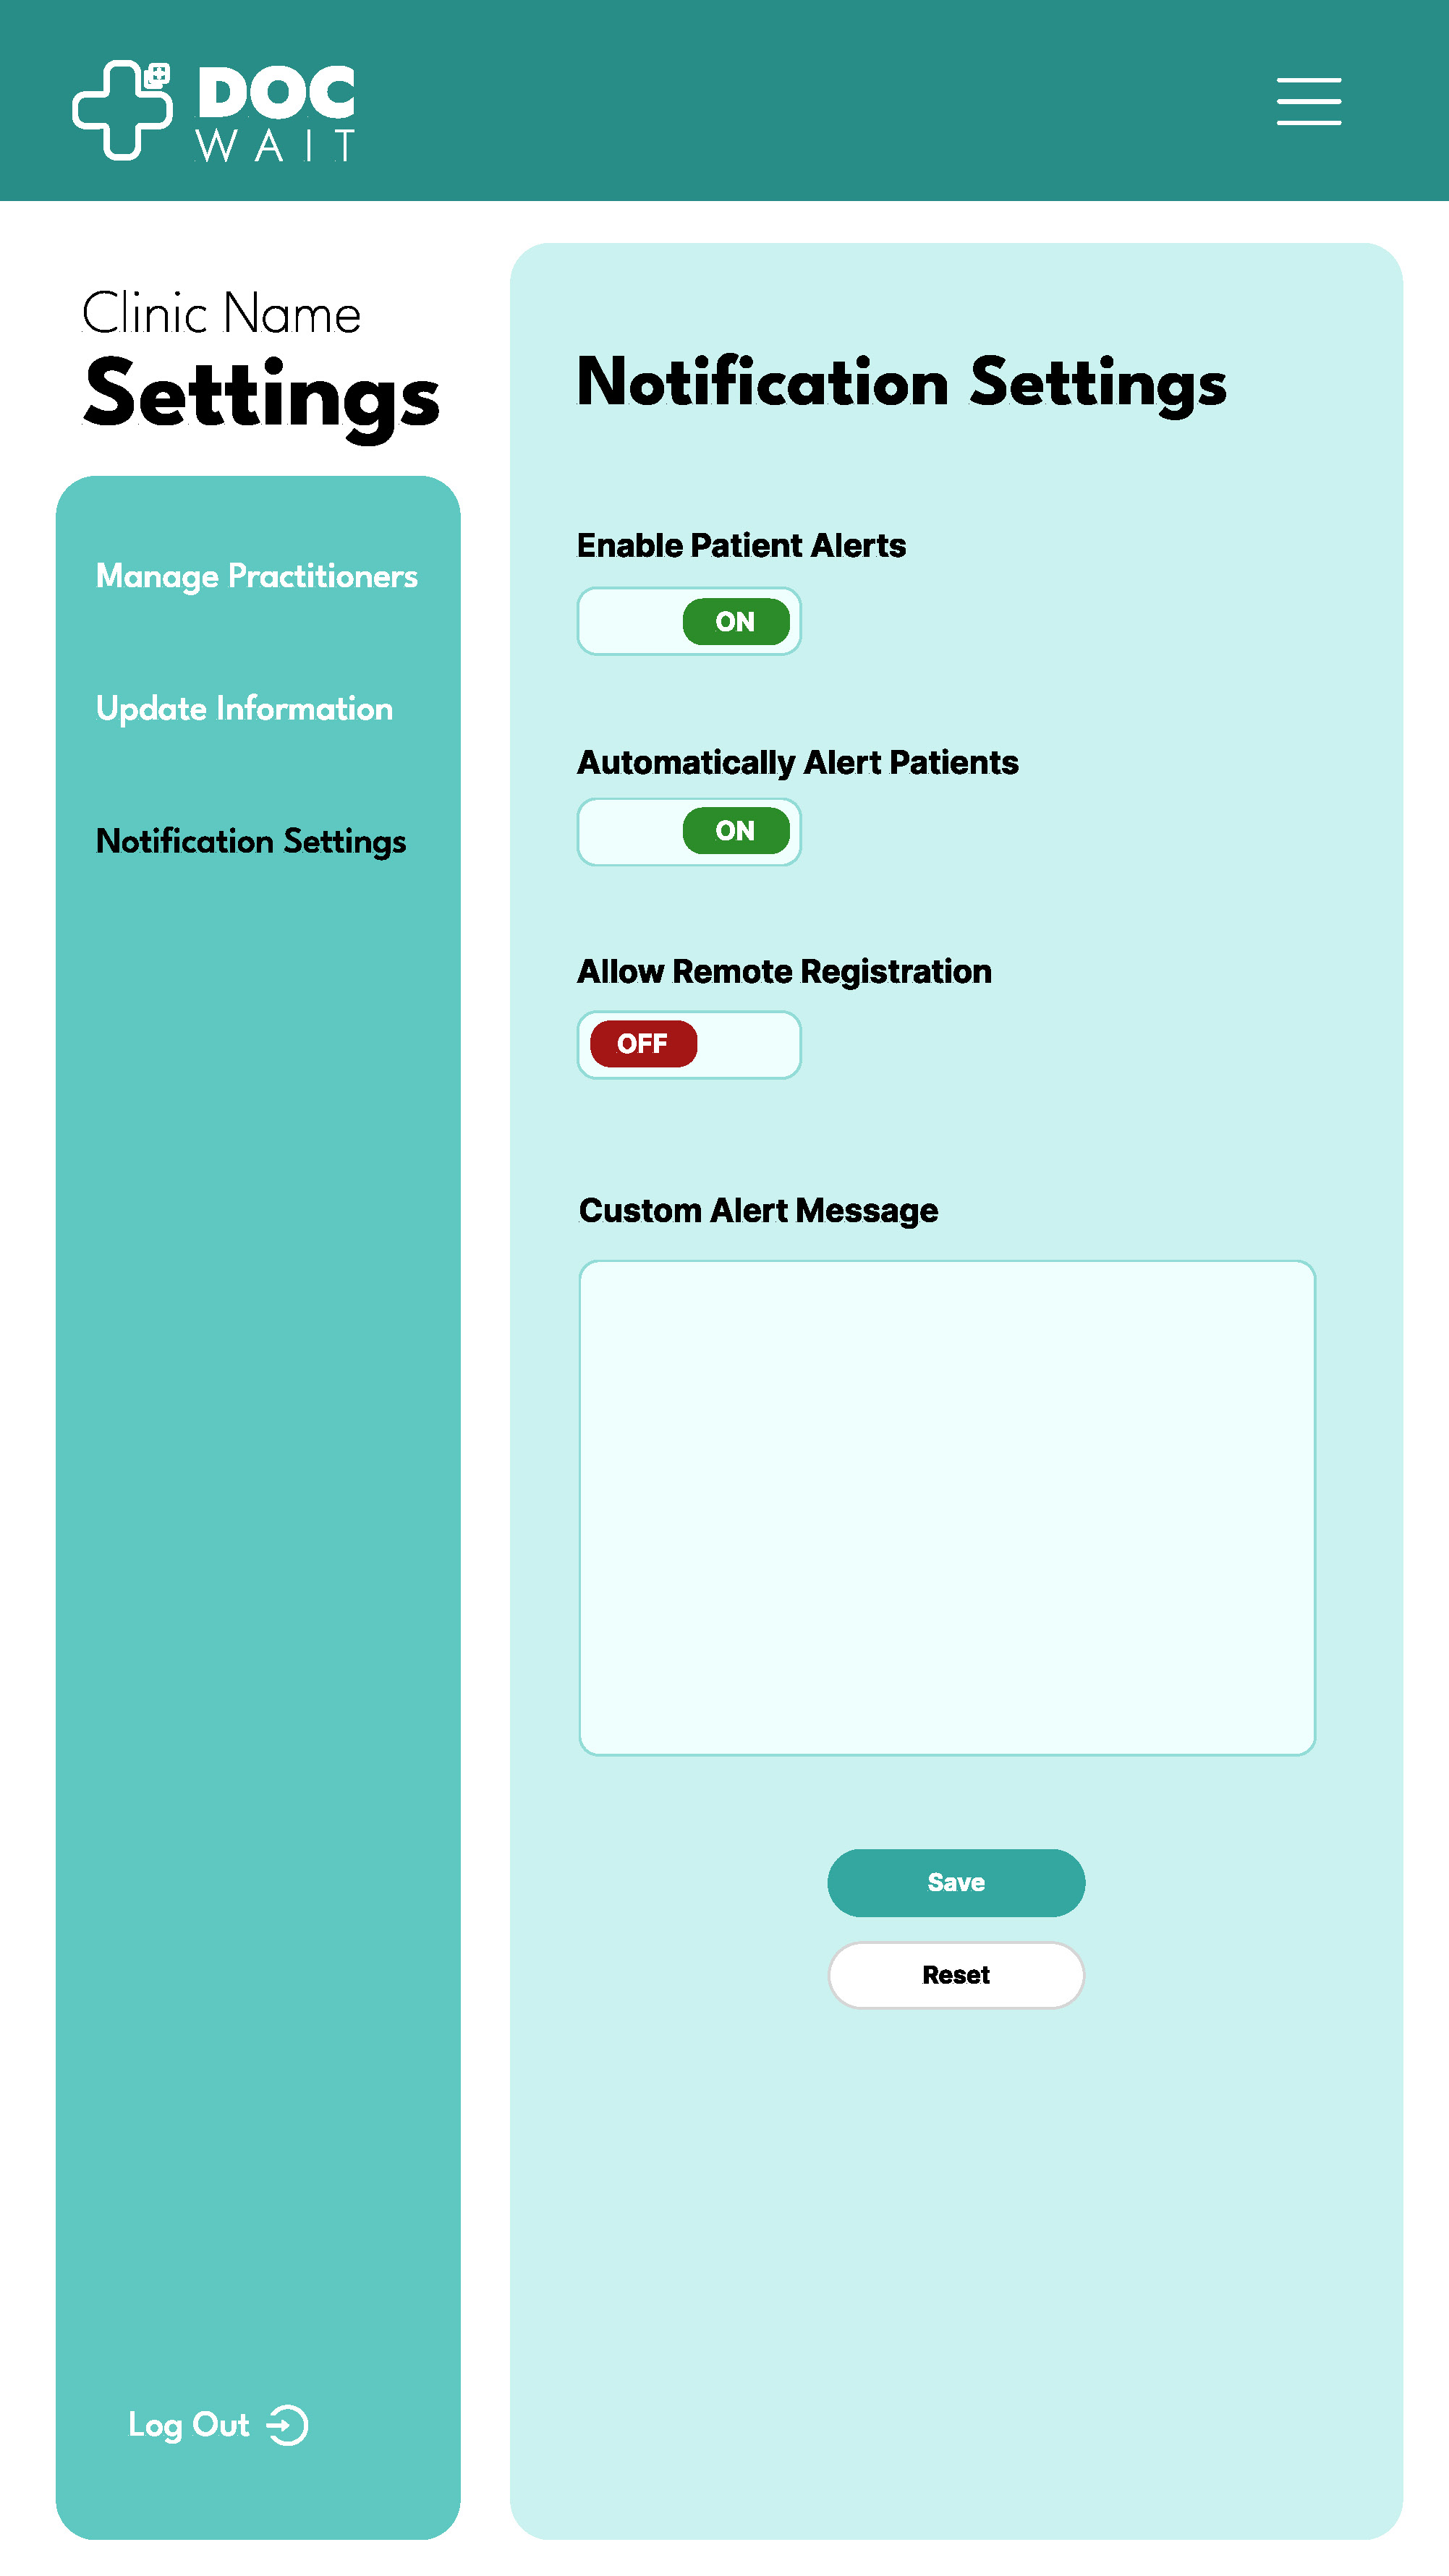 DOC
WAIT
Clinic Name
Settings
Manage Practitioners
Update Information
Notification Settings
Log Out
Notification Settings
Enable Patient Alerts
ON
Automatically Alert Patients
ON
Allow Remote Registration
OFF
Custom Alert Message
Save
Reset